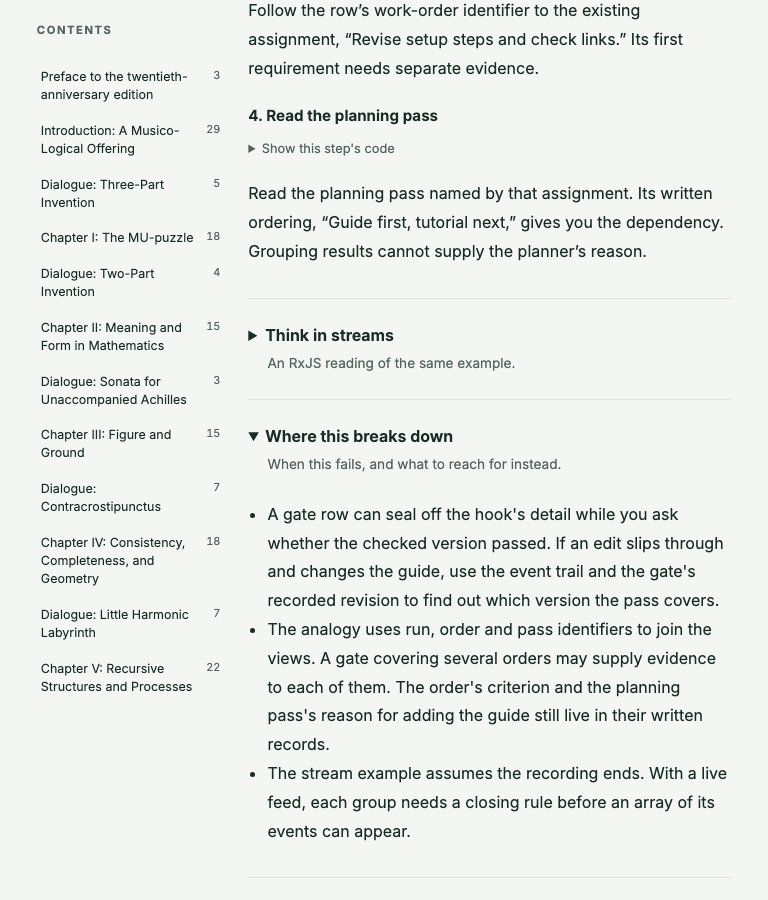 CONTENTS
Preface to the twentieth-
anniversary edition
3
Introduction: A Musico-
Logical Offering
29
Dialogue: Three-Part
Invention
5
Chapter I: The MU-puzzle
18
Dialogue: Two-Part
Invention
4
Chapter II: Meaning and
Form in Mathematics
15
Dialogue: Sonata for
Unaccompanied Achilles
3
Chapter III: Figure and
Ground
15
Dialogue:
Contracrostipunctus
7
Chapter IV: Consistency,
Completeness, and
Geometry
18
Dialogue: Little Harmonic
Labyrinth
7
Chapter V: Recursive
Structures and Processes
22
Follow the row’s work-order identifier to the existing
assignment, “Revise setup steps and check links.” Its first
requirement needs separate evidence.
4. Read the planning pass
Show this step's code
Read the planning pass named by that assignment. Its written
ordering, “Guide first, tutorial next,” gives you the dependency.
Grouping results cannot supply the planner’s reason.
Think in streams
An RxJS reading of the same example.
Where this breaks down
When this fails, and what to reach for instead.
• A gate row can seal off the hook's detail while you ask
whether the checked version passed. If an edit slips through
and changes the guide, use the event trail and the gate's
recorded revision to find out which version the pass covers.
• The analogy uses run, order and pass identifiers to join the
views. A gate covering several orders may supply evidence
to each of them. The order's criterion and the planning
pass's reason for adding the guide still live in their written
records.
• The stream example assumes the recording ends. With a live
feed, each group needs a closing rule before an array of its
events can appear.